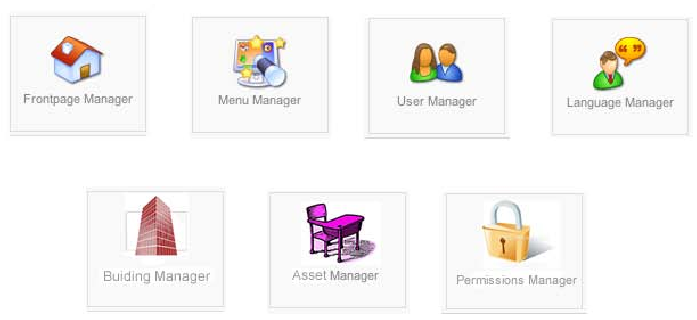 Frontpage Manager
Menu Manager
User Manager
Language Manager
Buiding Manager
Asset Manager
Permissions Manager